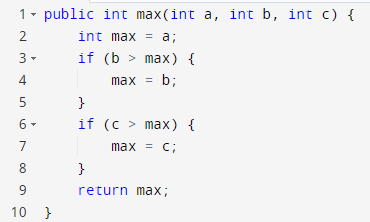 1 public int max(int a, int b, int c) {
2     int max = a;
3     if (b > max) {
4         max = b;
5     }
6     if (c > max) {
7         max = c;
8     }
9     return max;
10 }